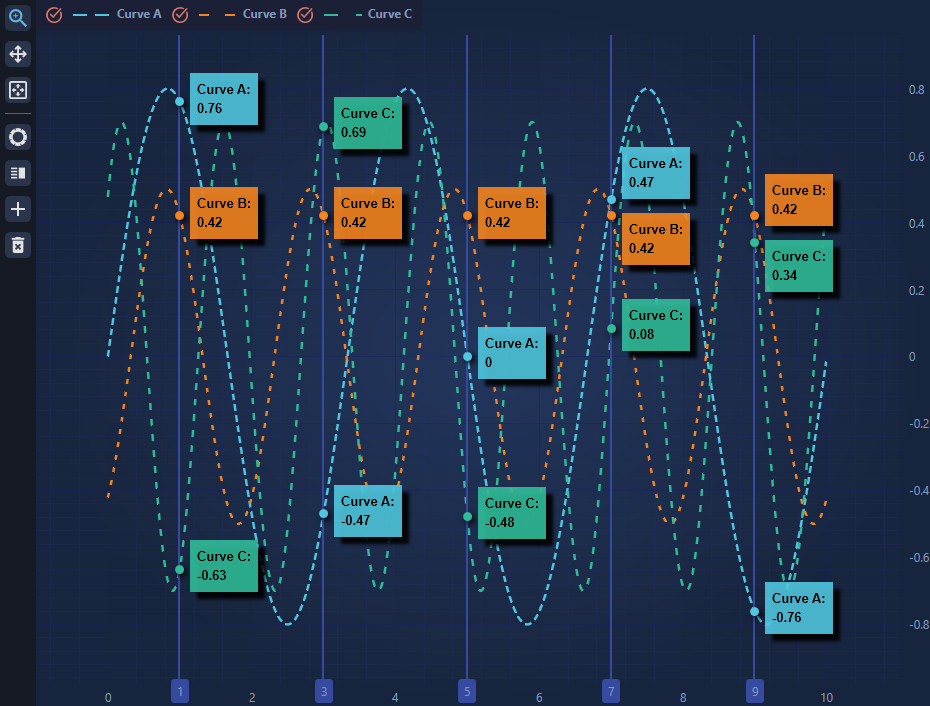 Curve A Curve B Curve C
Curve A:
0.76
Curve B:
0.42
Curve C:
-0.63
Curve C:
0.69
Curve B:
0.42
Curve A:
-0.47
Curve B:
0.42
Curve A:
0
Curve C:
-0.48
Curve A:
0.47
Curve B:
0.42
Curve C:
0.08
Curve B:
0.42
Curve C:
0.34
Curve A:
-0.76
0.8
0.6
0.4
0.2
0
-0.2
-0.4
-0.6
-0.8
0 1 2 3 4 5 6 7 8 9 10